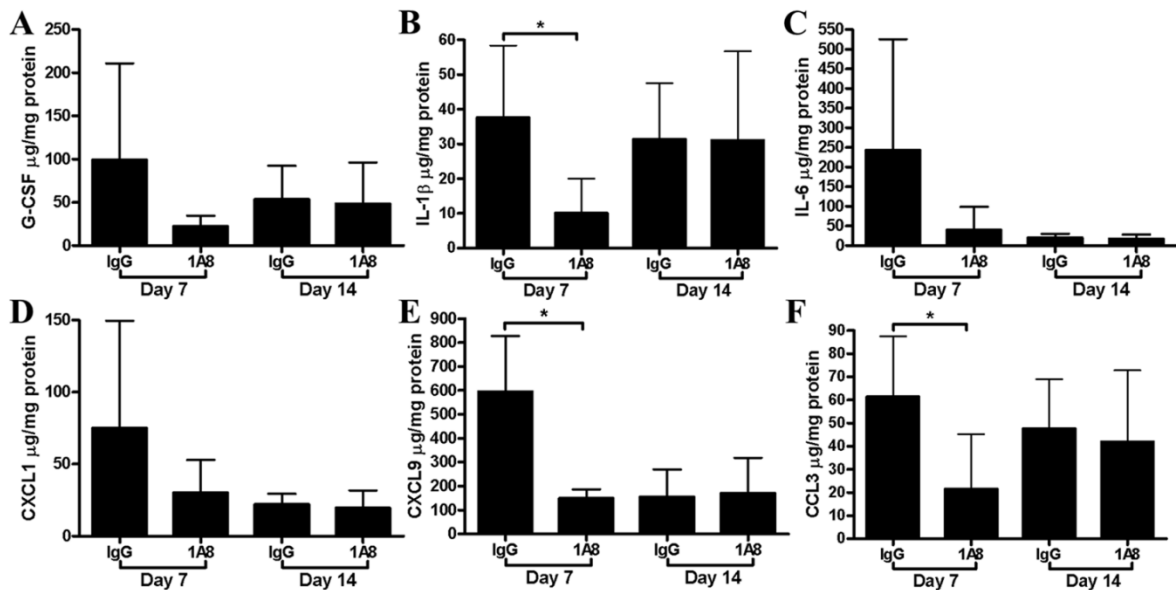 A
G-CSF μg/mg protein
250
200
150
100
50
0
IgG 1A8 IgG 1A8
Day 7 Day 14
B
IL-1β μg/mg protein
60
50
40
30
20
10
0
*
IgG 1A8 IgG 1A8
Day 7 Day 14
C
IL-6 μg/mg protein
550
500
450
400
350
300
250
200
150
100
50
0
IgG 1A8 IgG 1A8
Day 7 Day 14
D
CXCL1 μg/mg protein
150
100
50
0
IgG 1A8 IgG 1A8
Day 7 Day 14
E
CXCL9 μg/mg protein
900
800
700
600
500
400
300
200
100
0
*
IgG 1A8 IgG 1A8
Day 7 Day 14
F
CCL3 μg/mg protein
90
80
70
60
50
40
30
20
10
0
*
IgG 1A8 IgG 1A8
Day 7 Day 14